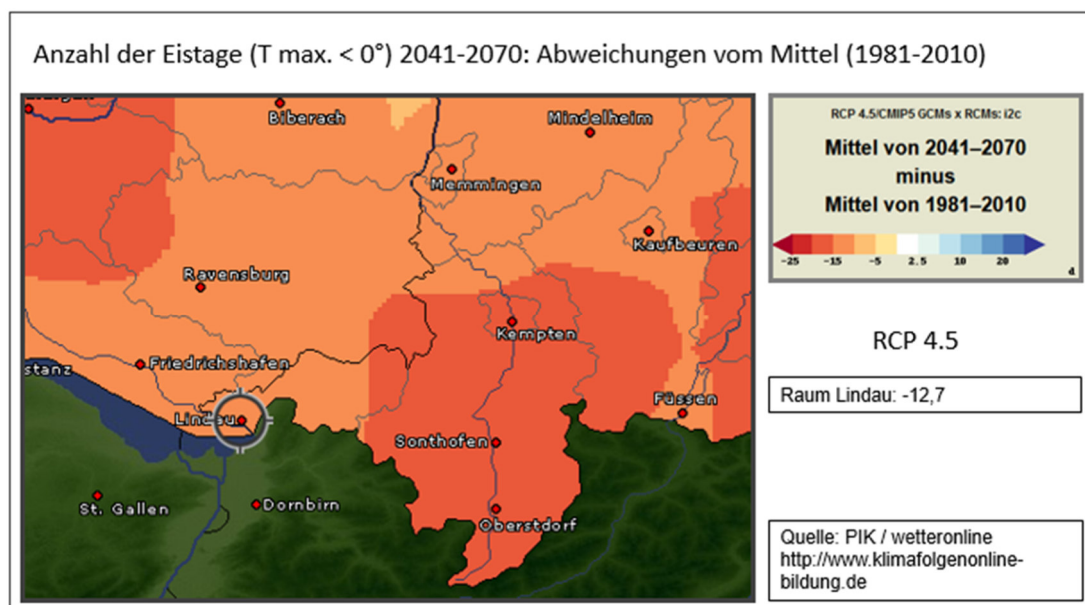 Anzahl der Eistage (T max. < 0°) 2041-2070: Abweichungen vom Mittel (1981-2010)
Biberach
Mindelheim
Memmingen
Kaufbeuren
Ravensburg
Kempten
Friedrichshafen
stanz
Füssen
Lindau
Sonthofen
St. Gallen
Dornbirn
Oberstdorf
RCP 4.5/CMIP5 GCMs x RCMs: i2c
Mittel von 2041–2070
minus
Mittel von 1981–2010
-25 -15 -5 2.5 10 20
d
RCP 4.5
Raum Lindau: -12,7
Quelle: PIK / wetteronline
http://www.klimafolgenonline-
bildung.de